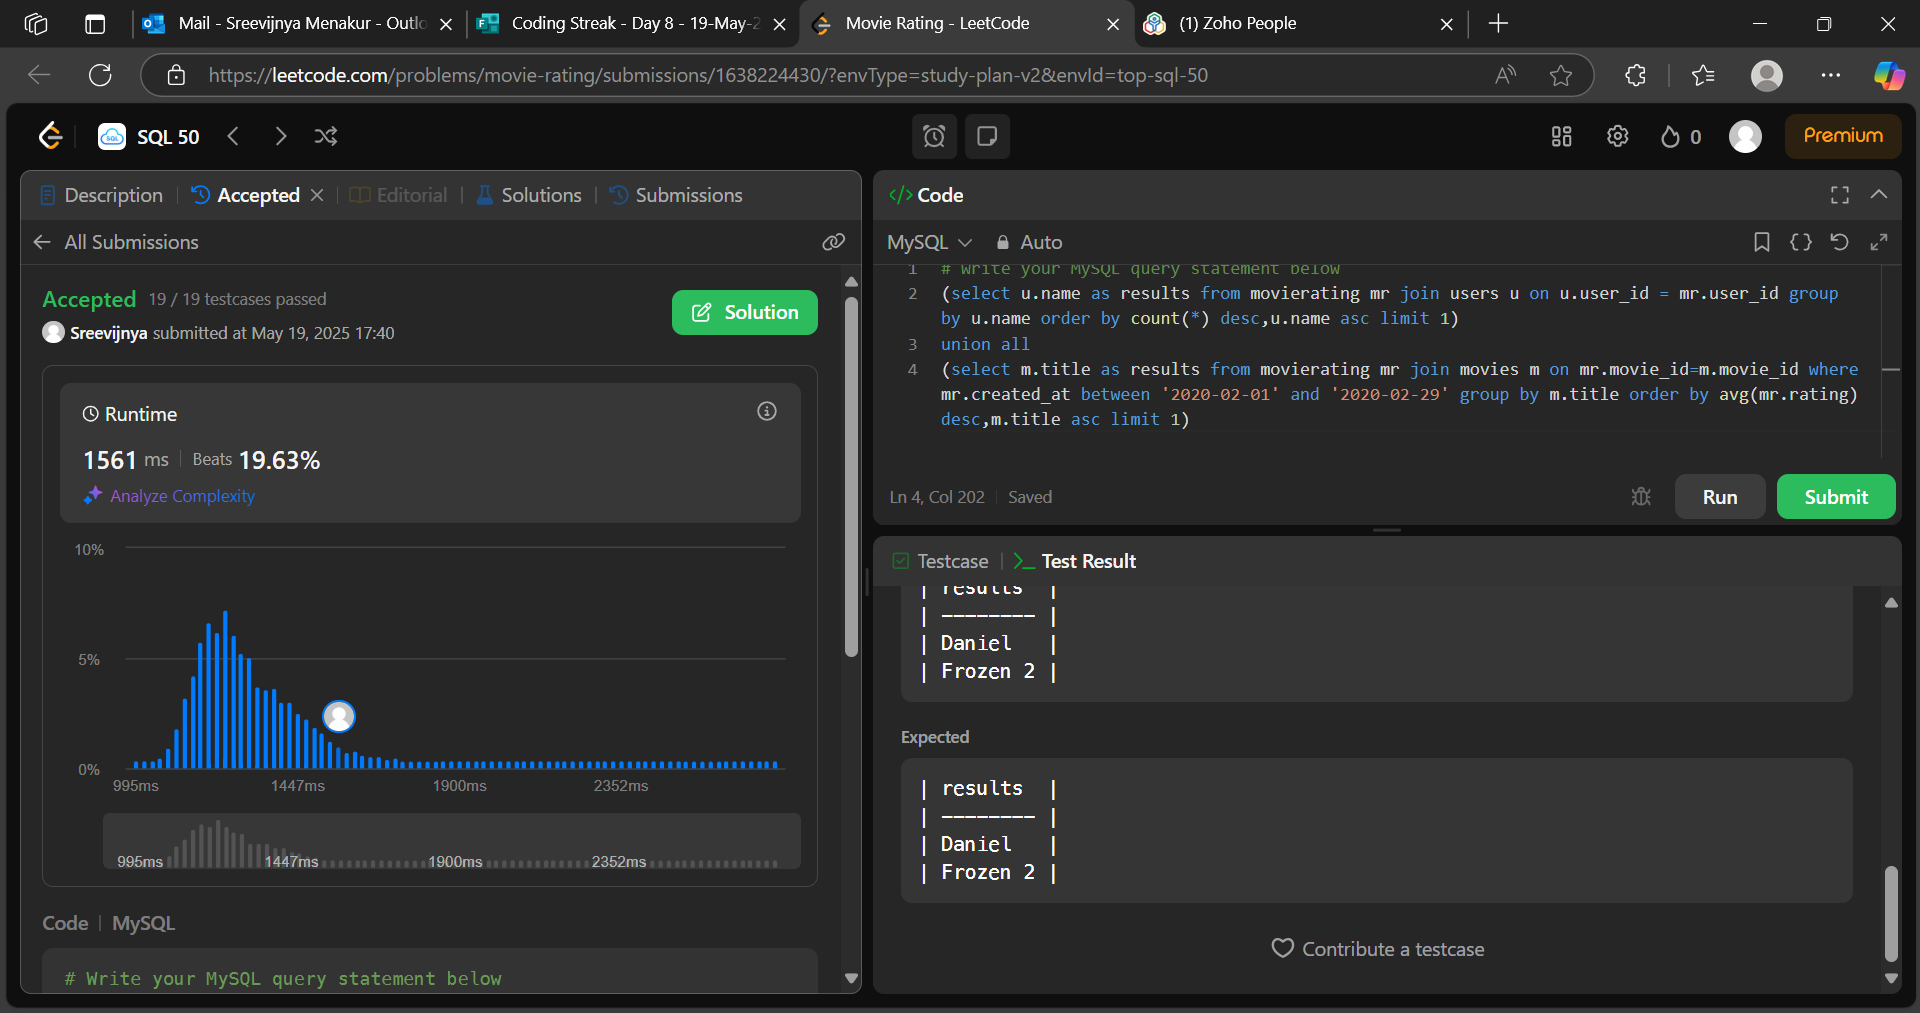 Mail - Sreevijnya Menakur - Outlo
Coding Streak - Day 8 - 19-May-2
Movie Rating - LeetCode
(1) Zoho People
https://leetcode.com/problems/movie-rating/submissions/1638224430/?envType=study-plan-v2&envId=top-sql-50
SQL 50
0
Premium
Description
Accepted
Editorial
Solutions
Submissions
All Submissions
Accepted 19 / 19 testcases passed
Sreevijnya submitted at May 19, 2025 17:40
Solution
Runtime
1561 ms Beats 19.63%
Analyze Complexity
10%
5%
0%
995ms 1447ms 1900ms 2352ms
995ms 1447ms 1900ms 2352ms
Code | MySQL
# Write your MySQL query statement below
</> Code
MySQL Auto
1 # Write your MySQL query statement below
2 (select u.name as results from movierating mr join users u on u.user_id = mr.user_id group
by u.name order by count(*) desc,u.name asc limit 1)
3 union all
4 (select m.title as results from movierating mr join movies m on mr.movie_id=m.movie_id where
mr.created_at between '2020-02-01' and '2020-02-29' group by m.title order by avg(mr.rating)
desc,m.title asc limit 1)
Ln 4, Col 202 Saved
Run
Submit
Testcase
>_ Test Result
| results |
| -------- |
| Daniel |
| Frozen 2 |
Expected
| results |
| -------- |
| Daniel |
| Frozen 2 |
Contribute a testcase